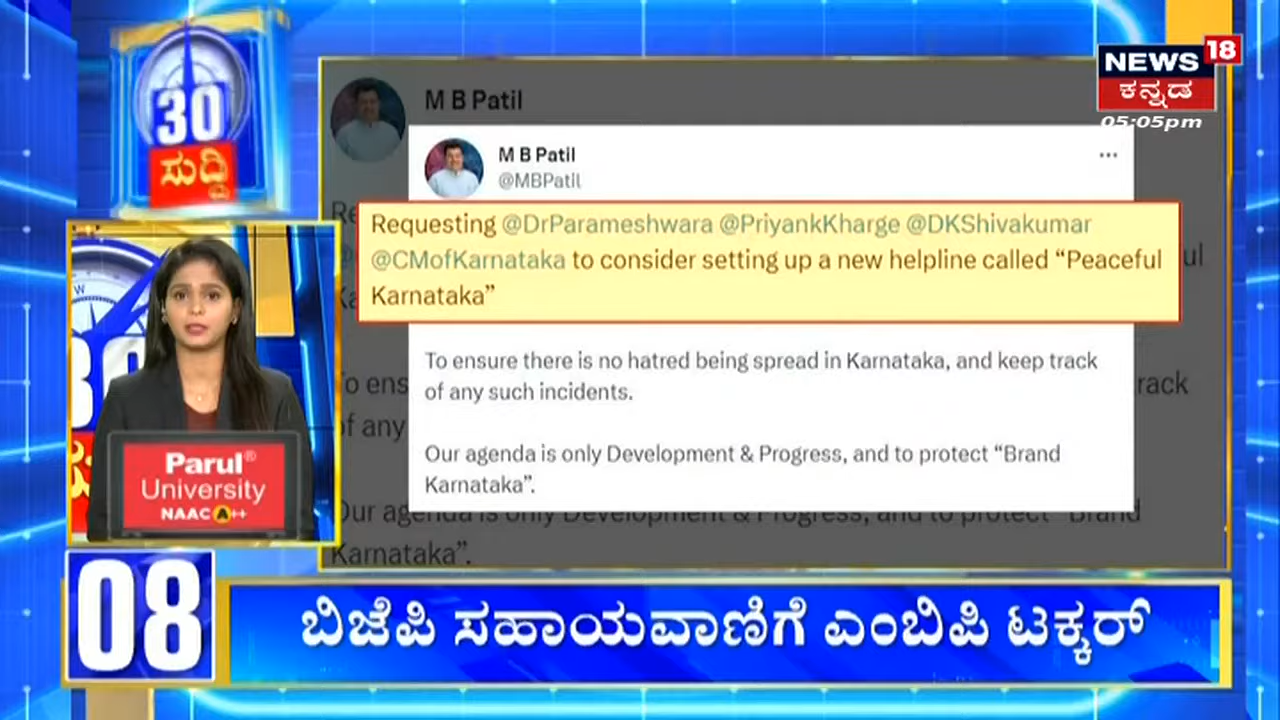 30
ಸುದ್ದಿ
NEWS 18
ಕನ್ನಡ
05:05pm
M B Patil
M B Patil
@MBPatil
Requesting @DrParameshwara @PriyankKharge @DKShivakumar
@CMofKarnataka to consider setting up a new helpline called “Peaceful
Karnataka”
To ensure there is no hatred being spread in Karnataka, and keep track
of any such incidents.
Our agenda is only Development & Progress, and to protect “Brand
Karnataka”.
Karnataka”.
Parul®
University
NAAC A++
08
ಬಿಜೆಪಿ ಸಹಾಯವಾಣಿಗೆ ಎಂಬಿಪಿ ಟಕ್ಕರ್